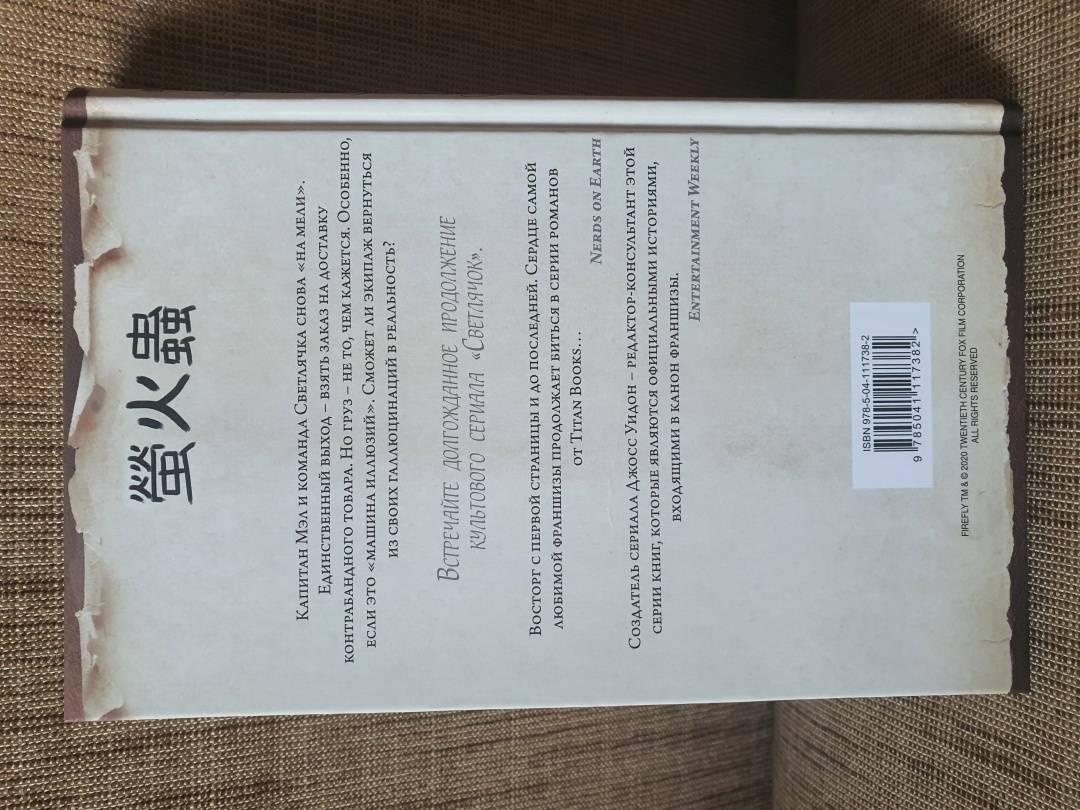 螢火蟲
Капитан Мэл и команда Светлячка снова «на мели».
Единственный выход – взять заказ на доставку
контрабандного товара. Но груз – не то, чем кажется. Особенно,
если это «машина иллюзий». Сможет ли экипаж вернуться
из своих галлюцинаций в реальность?
Встречайте долгожданное продолжение
культового сериала «Светлячок».
Восторг с первой страницы и до последней. Сердце самой
любимой франшизы продолжает биться в серии романов
от Titan Books...
Nerds on Earth
Создатель сериала Джосс Уидон – редактор-консультант этой
серии книг, которые являются официальными историями,
входящими в канон франшизы.
Entertainment Weekly
ISBN 978-5-04-111738-2
9 785041 117382 >
FIREFLY TM & © 2020 TWENTIETH CENTURY FOX FILM CORPORATION
ALL RIGHTS RESERVED